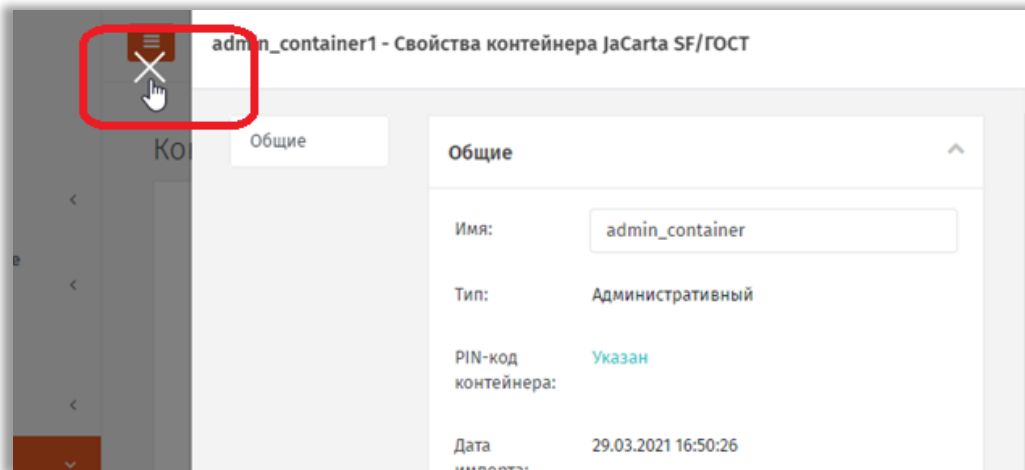 admin_container1 - Свойства контейнера JaCarta SF/ГОСТ
Общие
Общие
Имя:
admin_container
Тип:
Административный
PIN-код
контейнера:
Указан
Дата
импорта:
29.03.2021 16:50:26